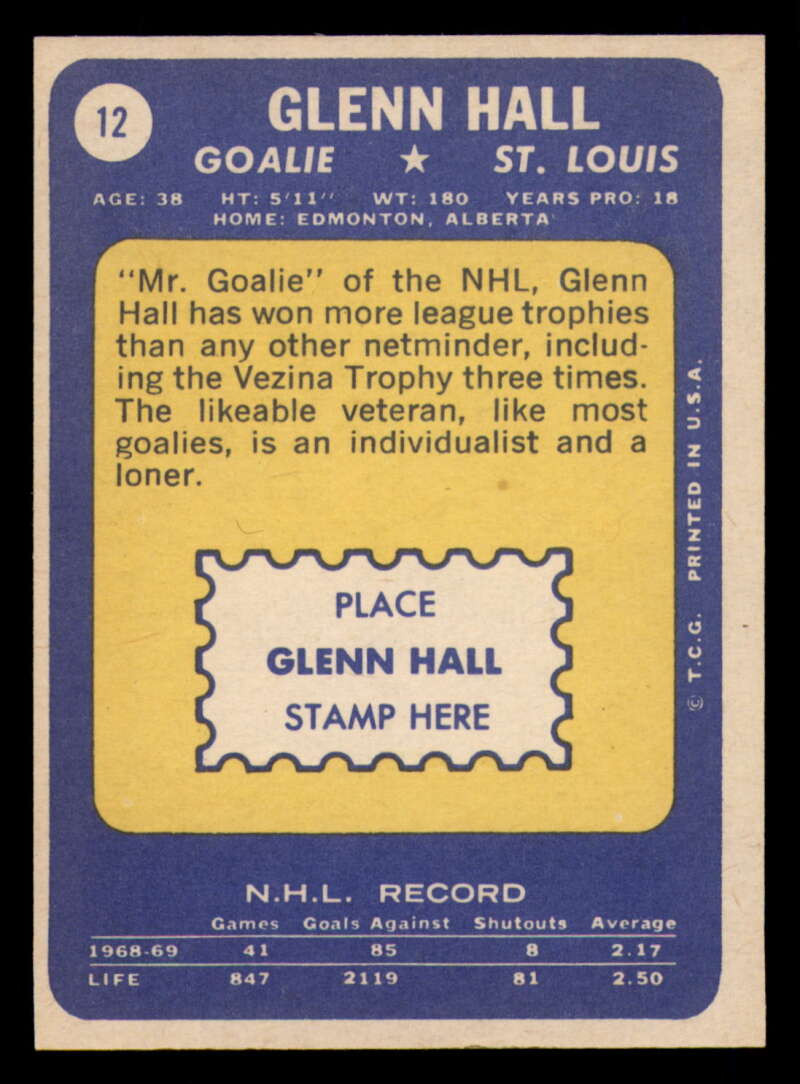 12
GLENN HALL
GOALIE ★ ST. LOUIS
AGE: 38 HT: 5'11" WT: 180 YEARS PRO: 18
HOME: EDMONTON, ALBERTA
"Mr. Goalie" of the NHL, Glenn
Hall has won more league trophies
than any other netminder, includ-
ing the Vezina Trophy three times.
The likeable veteran, like most
goalies, is an individualist and a
loner.
PLACE
GLENN HALL
STAMP HERE
© T.C.G. PRINTED IN U.S.A.
N.H.L. RECORD
Games Goals Against Shutouts Average
1968-69 41 85 8 2.17
LIFE 847 2119 81 2.50